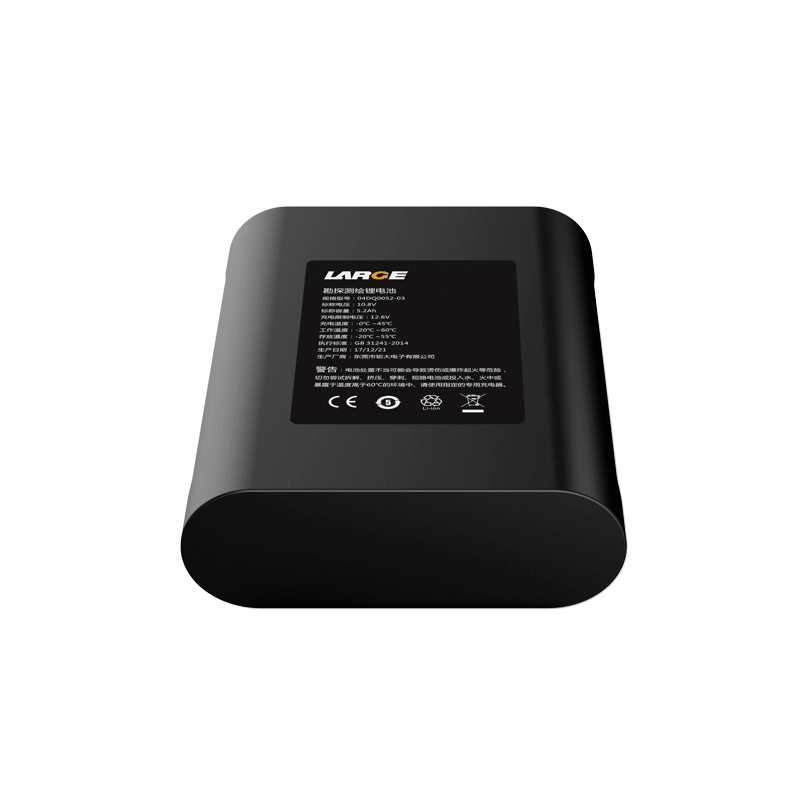 LARGE
勘探测绘锂电池
规格型号：04DQ0052-03
标称电压：10.8V
标称容量：5.2Ah
充电限制电压：12.6V
充电温度：-0℃ ~45℃
工作温度：-20℃ ~60℃
存放温度：-20℃ ~55℃
执行标准：GB 31241-2014
生产日期：17/12/21
生产厂商：东莞市钜大电子有限公司
警告：电池处置不当可能会导致烫伤或爆炸起火等危险，
切勿尝试拆解、挤压、穿刺、短路电池或投入水、火中或
暴露于温度高于60℃的环境中，请使用指定的专用充电器。
CE 5
Li-ion